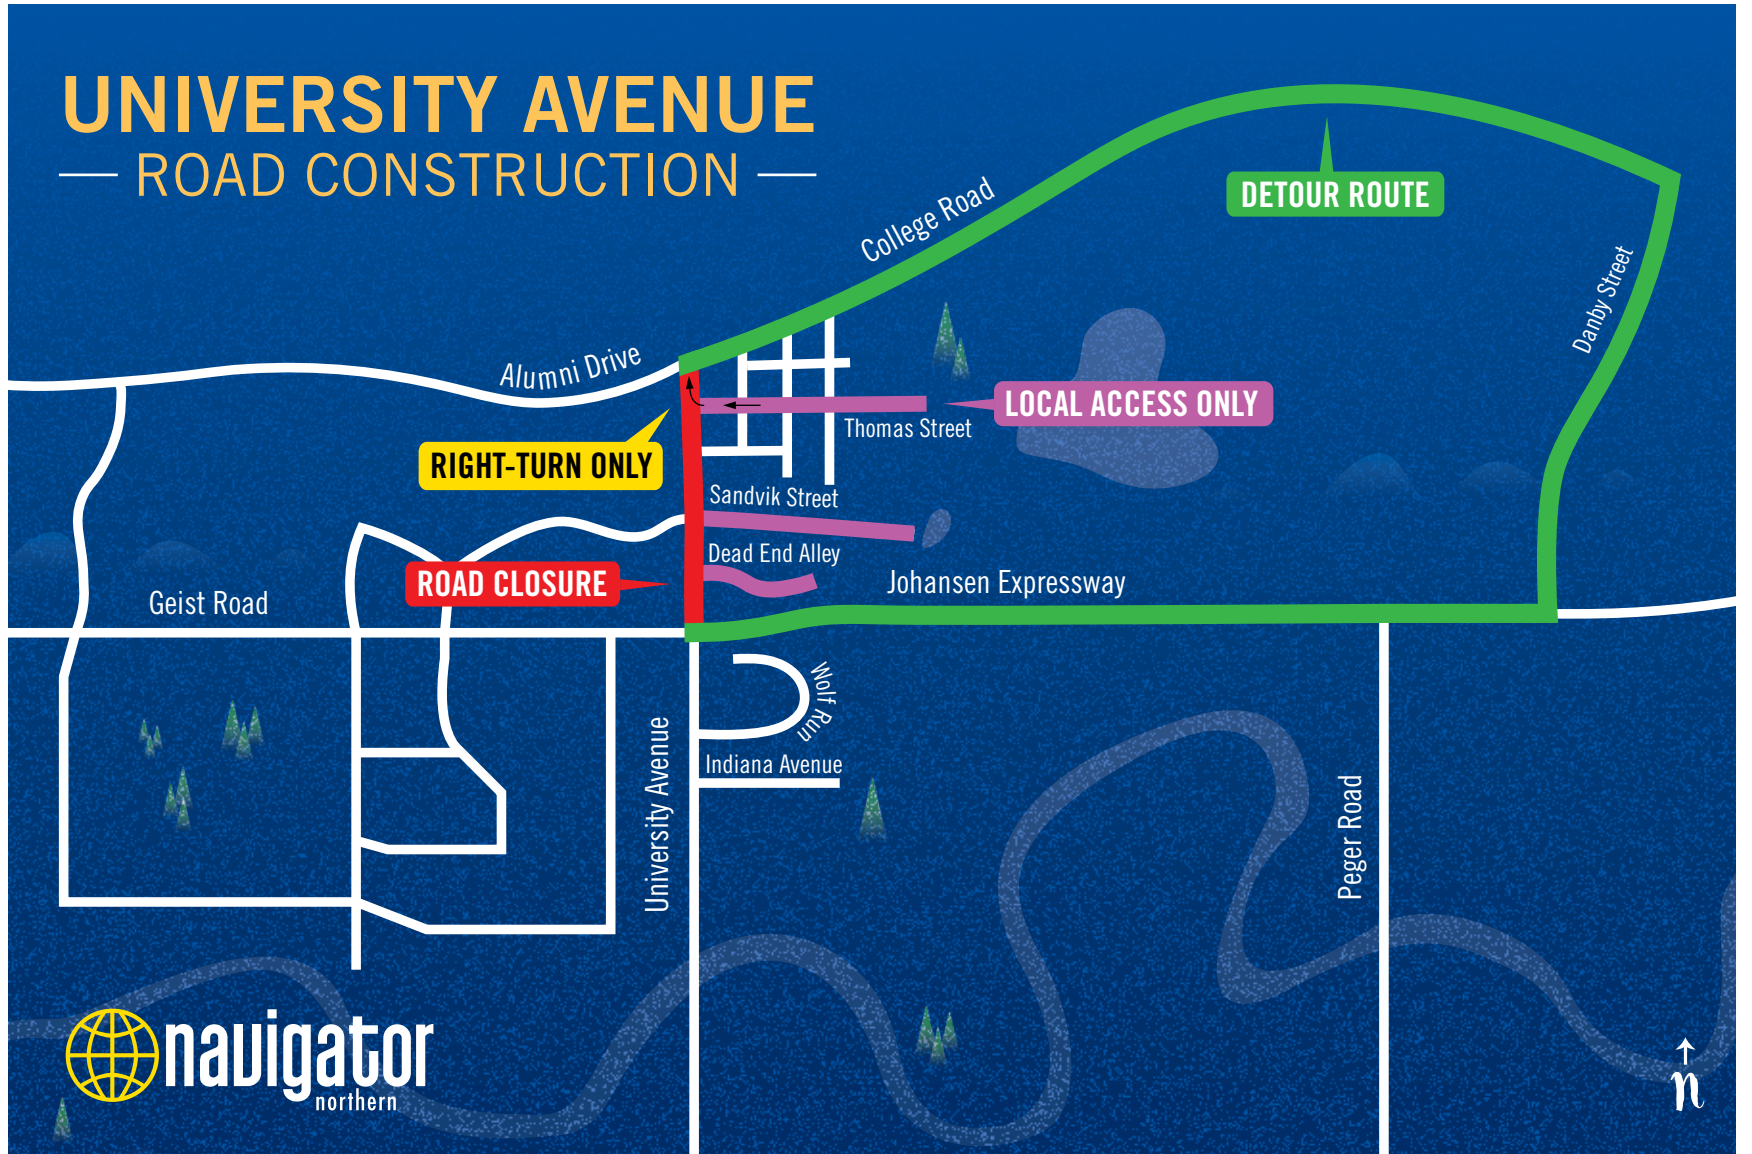 UNIVERSITY AVENUE
ROAD CONSTRUCTION
DETOUR ROUTE
College Road
Danby Street
Alumni Drive
LOCAL ACCESS ONLY
Thomas Street
RIGHT-TURN ONLY
Sandvik Street
Dead End Alley
ROAD CLOSURE
Johansen Expressway
Geist Road
Wolf Run
University Avenue
Indiana Avenue
Peger Road
navigator
northern
n